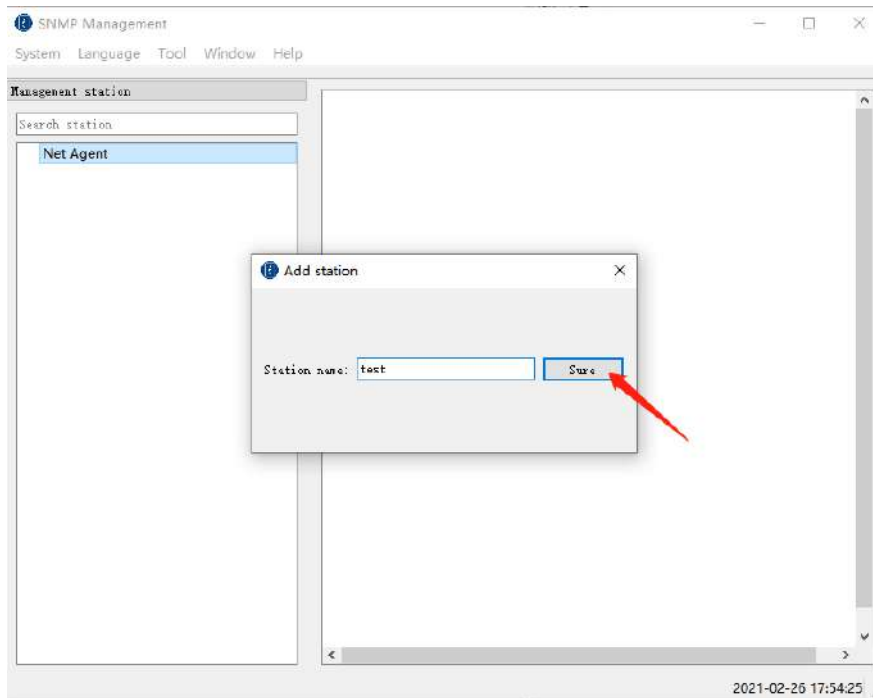 SNMP Management
System Language Tool Window Help
Management station
Search station
Net Agent
Add station
Station name: test Sure
2021-02-26 17:54:25